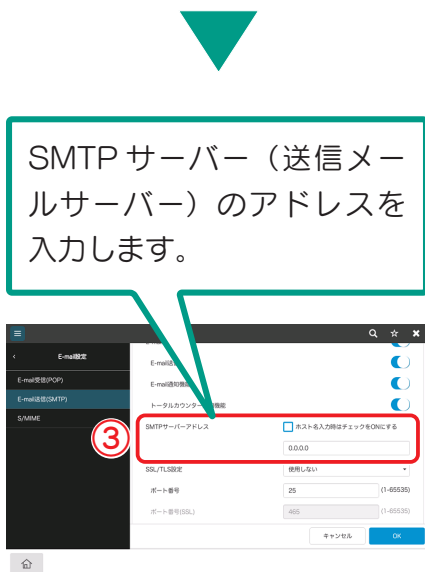 SMTP サーバー（送信メー
ルサーバー）のアドレスを
入力します。
E-mail設定
E-mail受信(POP)
E-mail送信(SMTP)
S/MIME
E-mail送
E-mail通知機
トータルカウンター 機能
③
SMTPサーバーアドレス
ホスト名入力時はチェックをONにする
0.0.0.0
SSL/TLS設定
使用しない
ポート番号
25
(1-65535)
ポート番号(SSL)
465
(1-65535)
キャンセル
OK